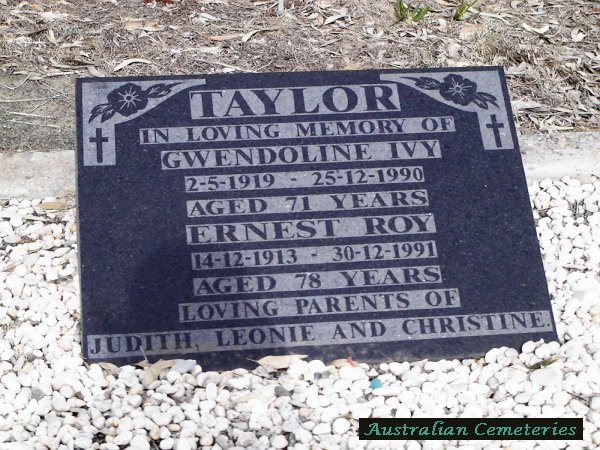 TAYLOR
IN LOVING MEMORY OF
GWENDOLINE IVY
2-5-1919 - 25-12-1990
AGED 71 YEARS
ERNEST ROY
14-12-1913 - 30-12-1991
AGED 78 YEARS
LOVING PARENTS OF
JUDITH, LEONIE AND CHRISTINE.
Australian Cemeteries